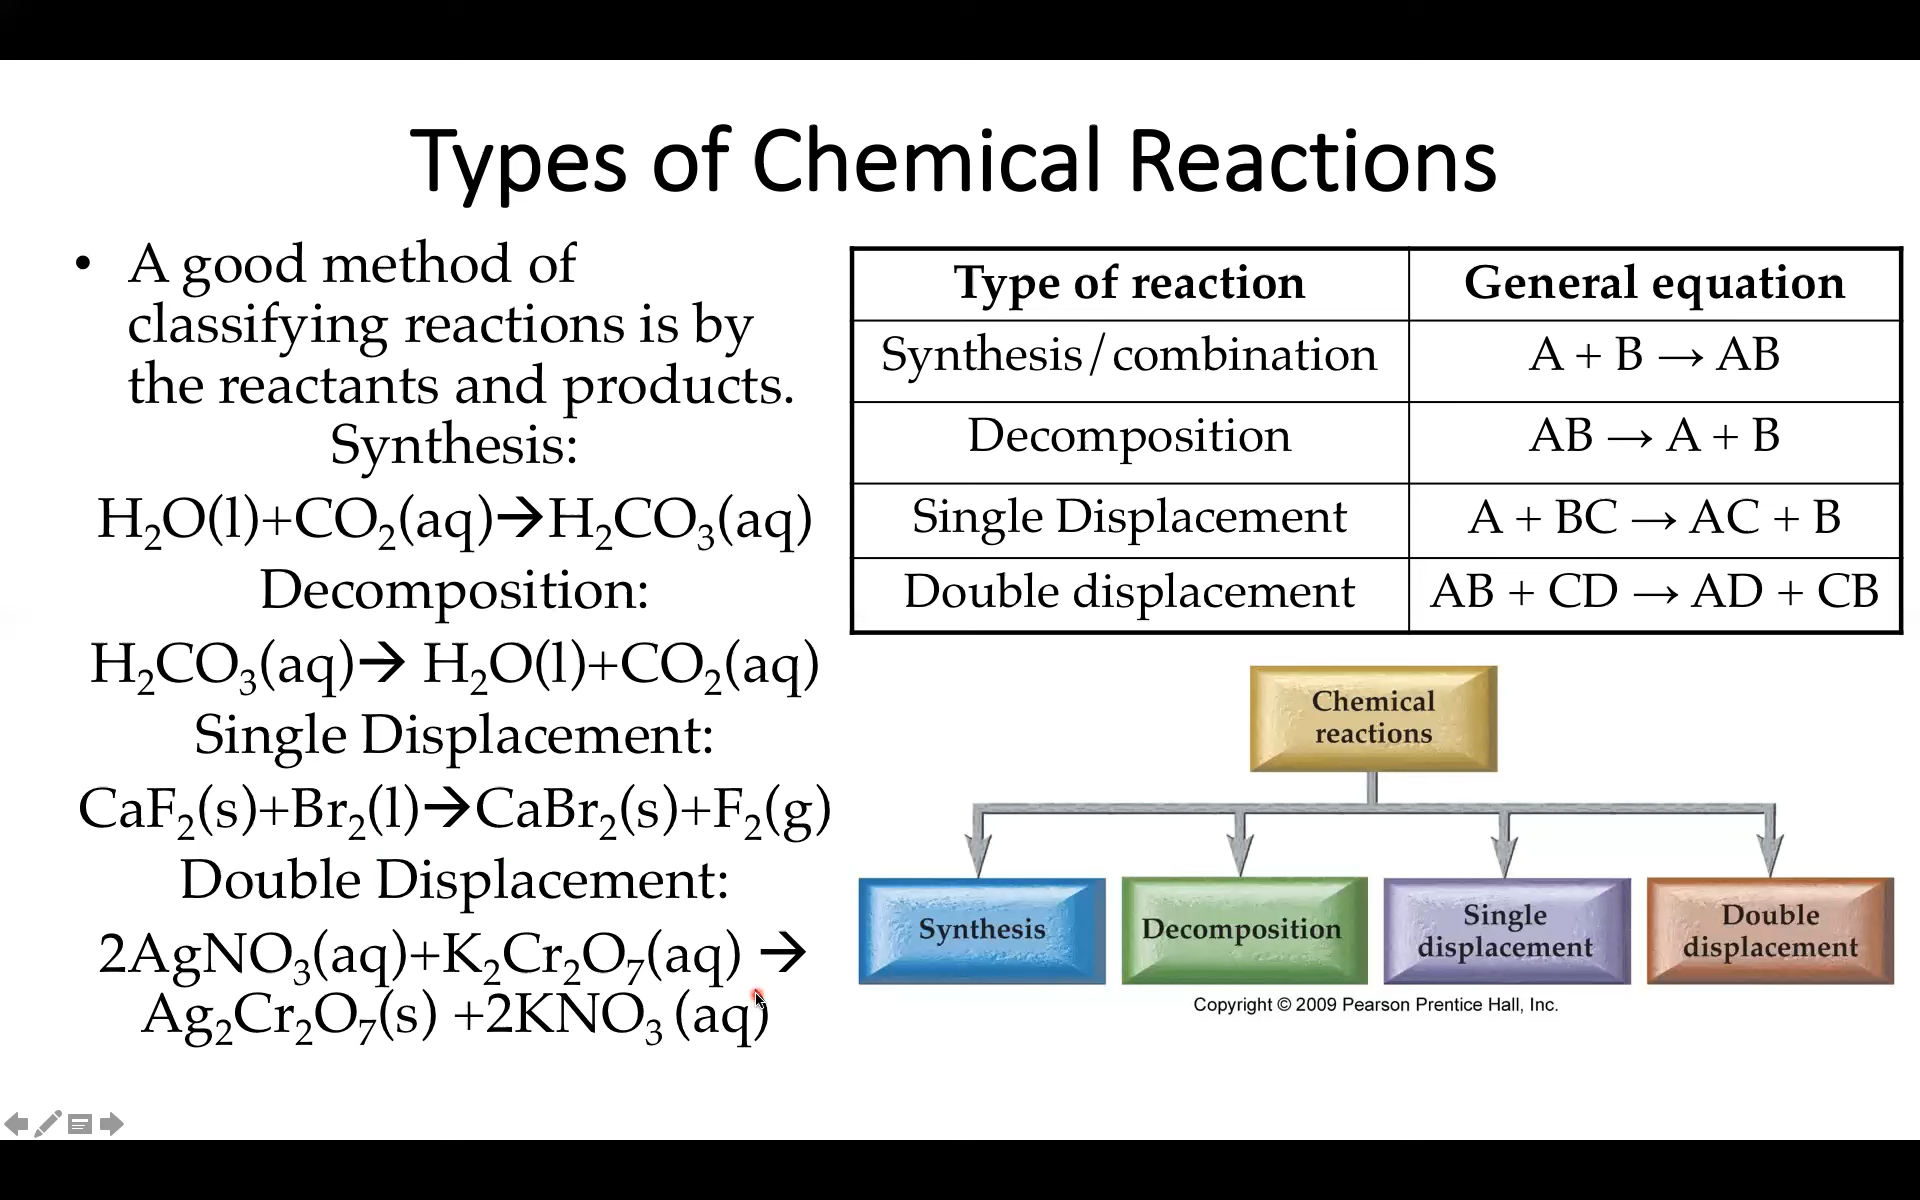 Types of Chemical Reactions
• A good method of
classifying reactions is by
the reactants and products.
Synthesis:
H₂O(l)+CO₂(aq)→H₂CO₃(aq)
Decomposition:
H₂CO₃(aq)→ H₂O(l)+CO₂(aq)
Single Displacement:
CaF₂(s)+Br₂(l)→CaBr₂(s)+F₂(g)
Double Displacement:
2AgNO₃(aq)+K₂Cr₂O₇(aq) →
Ag₂Cr₂O₇(s) +2KNO₃ (aq)
Type of reaction General equation
Synthesis/combination A + B → AB
Decomposition AB → A + B
Single Displacement A + BC → AC + B
Double displacement AB + CD → AD + CB
Chemical
reactions
Synthesis
Decomposition
Single
displacement
Double
displacement
Copyright © 2009 Pearson Prentice Hall, Inc.